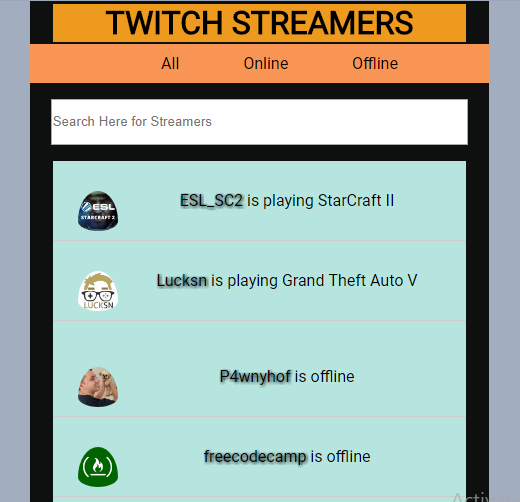 TWITCH STREAMERS
All Online Offline
Search Here for Streamers
ESL
STARCRAFT 2
ESL_SC2 is playing StarCraft II
LUCKSN
Lucksn is playing Grand Theft Auto V
P4wnyhof is offline
freecodecamp is offline